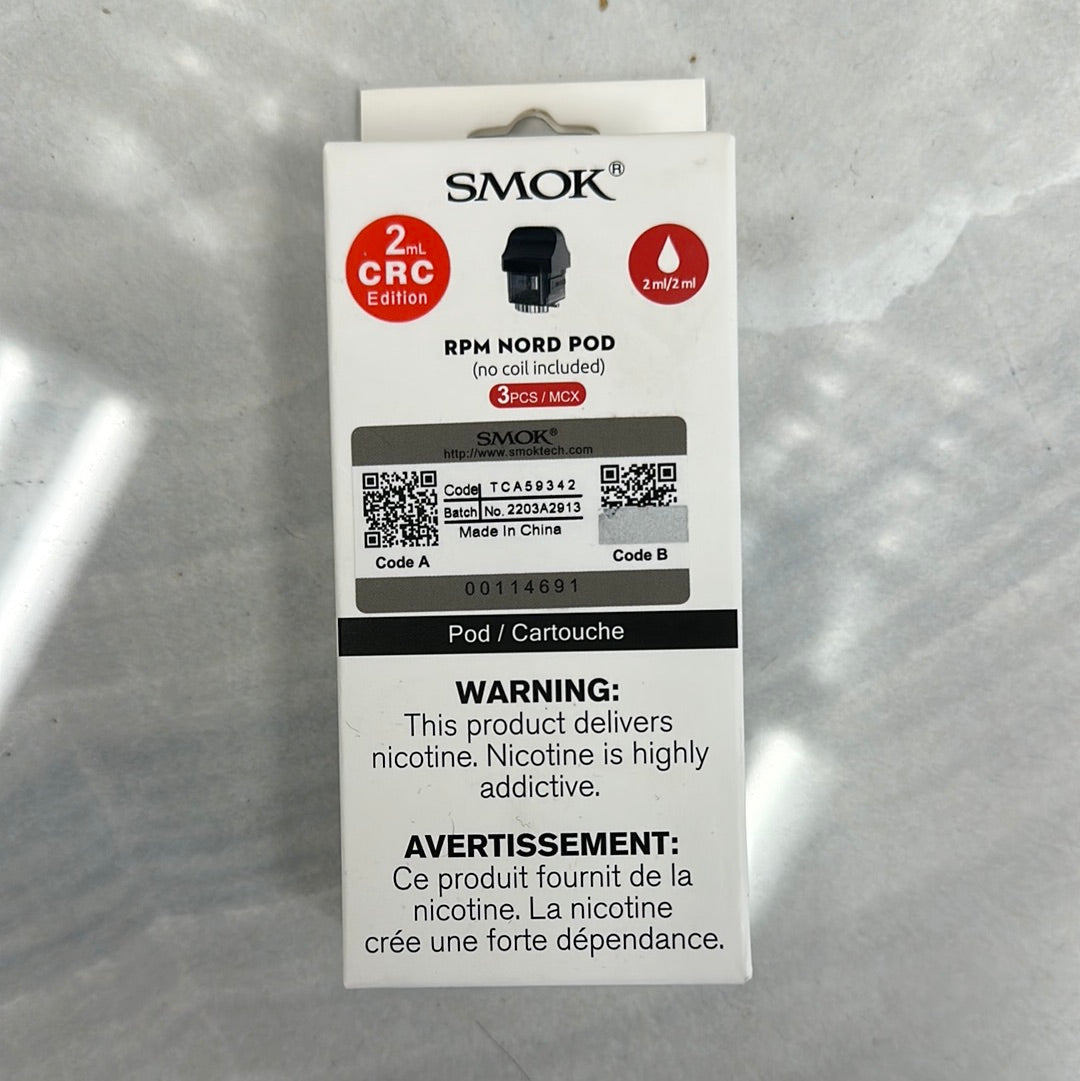 SMOK®
2mL
CRC
Edition
2 ml/2 ml
RPM NORD POD
(no coil included)
3PCS / MCX
SMOK®
http://www.smoktech.com
Code TCA59342
Batch No. 2203A2913
Made In China
Code A
Code B
00114691
Pod / Cartouche
WARNING:
This product delivers
nicotine. Nicotine is highly
addictive.
AVERTISSEMENT:
Ce produit fournit de la
nicotine. La nicotine
crée une forte dépendance.